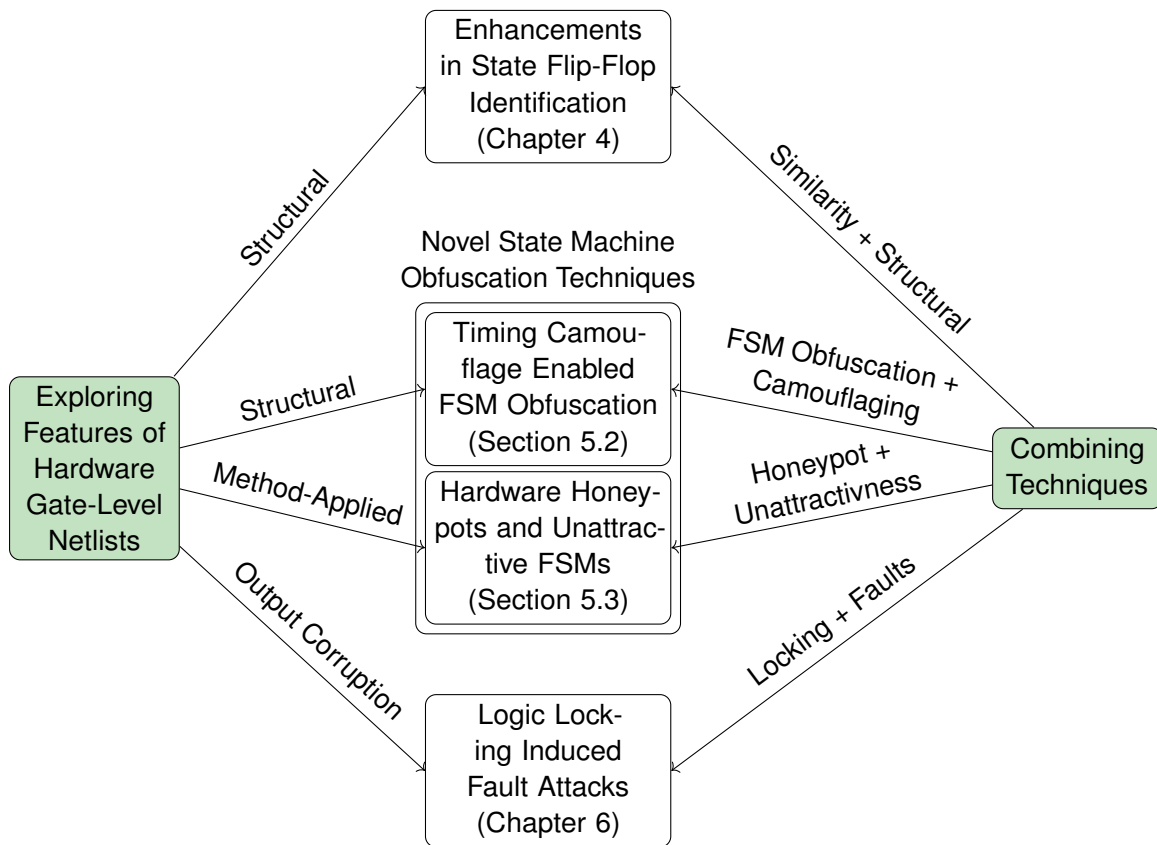 Enhancements
in State Flip-Flop
Identification
(Chapter 4)
Structural
Similarity + Structural
Novel State Machine
Obfuscation Techniques
Timing Camou-
flage Enabled
FSM Obfuscation
(Section 5.2)
Structural
FSM Obfuscation +
Camouflaging
Exploring
Features of
Hardware
Gate-Level
Netlists
Combining
Techniques
Method-Applied
Hardware Honey-
pots and Unattrac-
tive FSMs
(Section 5.3)
Honeypot +
Unattractivness
Output Corruption
Locking + Faults
Logic Lock-
ing Induced
Fault Attacks
(Chapter 6)